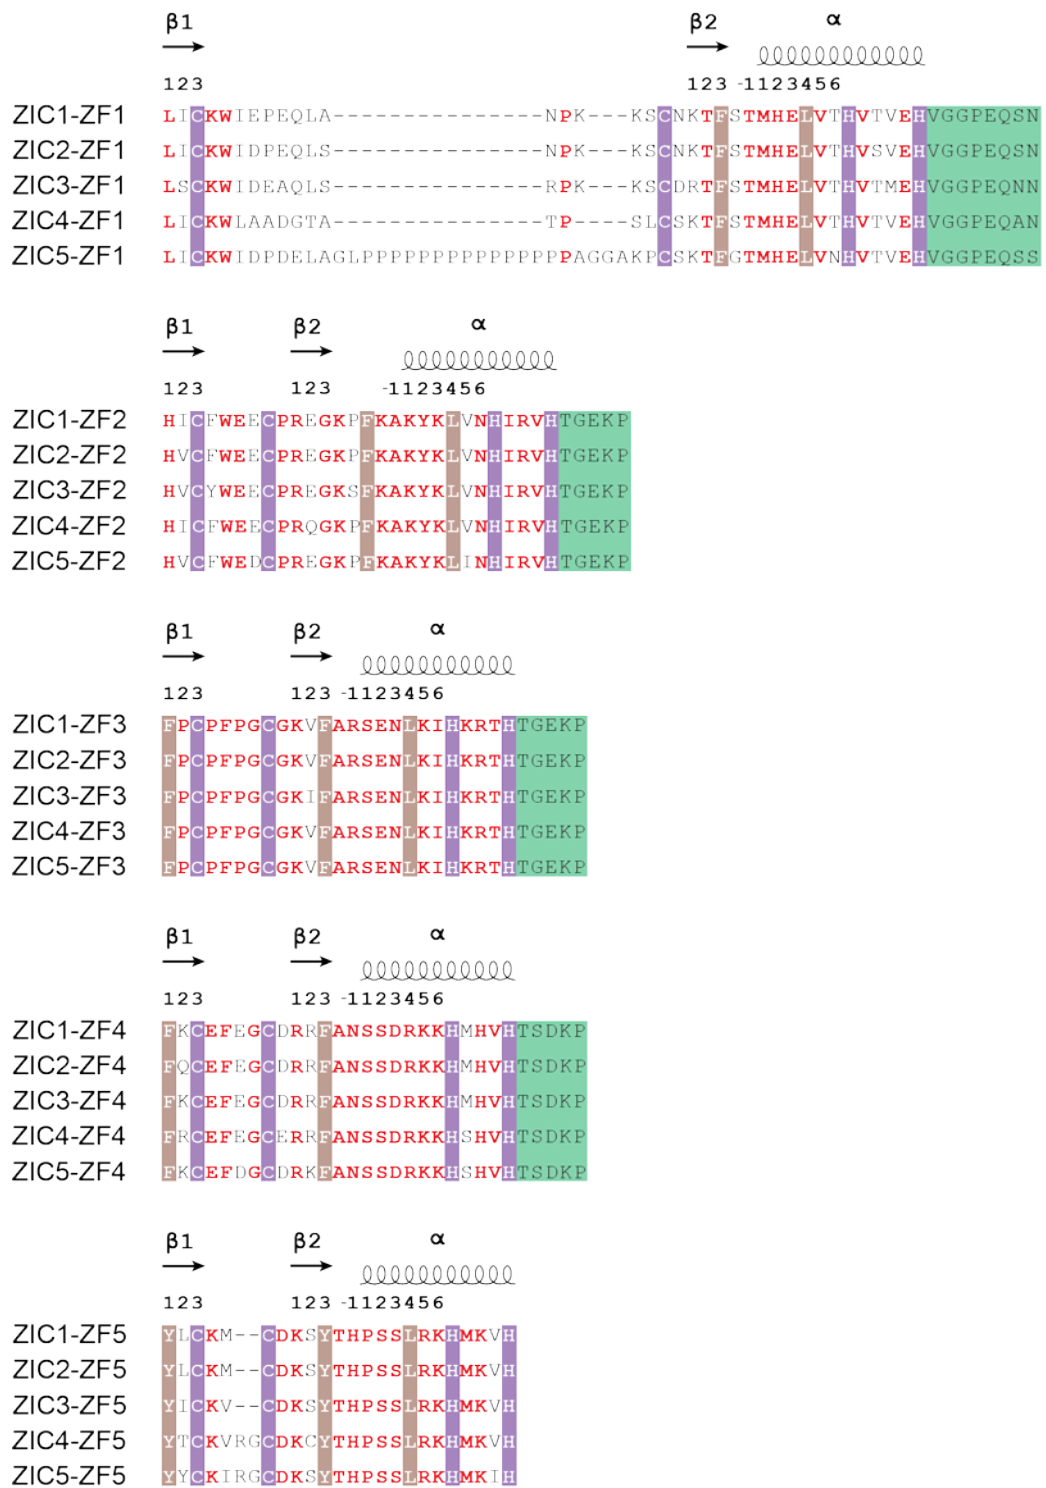 β1 β2 α
123 123 -1123456
ZIC1-ZF1 LICKWIEPEQLA---------------NPK---KSCNKTFSTMHELVTHVTVEHVGGPEQSN
ZIC2-ZF1 LICKWIDPEQLS---------------NPK---KSCNKTFSTMHELVTHVSVEHVGGPEQSN
ZIC3-ZF1 LSCKWIDEAQLS---------------RPK---KSCDRTFSTMHELVTHVTMEHVGGPEQNN
ZIC4-ZF1 LICKWLAADGTA---------------TP----SLCSKTFSTMHELVTHVTVEHVGGPEQAN
ZIC5-ZF1 LICKWIDPDELAGLPPPPPPPPPPPPPPPAGGAKPCSKTFGTMHELVNHVTVEHVGGPEQSS
β1 β2 α
123 123 -1123456
ZIC1-ZF2 HICFWEECPREGKPFKAKYKLVNHIRVHTGEKP
ZIC2-ZF2 HVCFWEECPREGKPFKAKYKLVNHIRVHTGEKP
ZIC3-ZF2 HVCYWEECPREGKSFKAKYKLVNHIRVHTGEKP
ZIC4-ZF2 HICFWEECPRQGKPFKAKYKLVNHIRVHTGEKP
ZIC5-ZF2 HVCFWEDCPREGKPFKAKYKLINHIRVHTGEKP
β1 β2 α
123 123 -1123456
ZIC1-ZF3 FPCPFPGCGKVFARSENLKIHKRTHTGEKP
ZIC2-ZF3 FPCPFPGCGKVFARSENLKIHKRTHTGEKP
ZIC3-ZF3 FPCPFPGCGKIFARSENLKIHKRTHTGEKP
ZIC4-ZF3 FPCPFPGCGKVFARSENLKIHKRTHTGEKP
ZIC5-ZF3 FPCPFPGCGKVFARSENLKIHKRTHTGEKP
β1 β2 α
123 123 -1123456
ZIC1-ZF4 FKCEFEGCDRRFANSSDRKKHMHVHTSDKP
ZIC2-ZF4 FQCEFEGCDRRFANSSDRKKHMHVHTSDKP
ZIC3-ZF4 FKCEFEGCDRRFANSSDRKKHMHVHTSDKP
ZIC4-ZF4 FRCEFEGCERRFANSSDRKKHSHVHTSDKP
ZIC5-ZF4 FKCEFDGCDRKFANSSDRKKHSHVHTSDKP
β1 β2 α
123 123 -1123456
ZIC1-ZF5 YLCKM--CDKSYTHPSSLRKHMKVH
ZIC2-ZF5 YLCKM--CDKSYTHPSSLRKHMKVH
ZIC3-ZF5 YICKV--CDKSYTHPSSLRKHMKVH
ZIC4-ZF5 YTCKVRGCDKCYTHPSSLRKHMKVH
ZIC5-ZF5 YYCKIRGCDKSYTHPSSLRKHMKIH